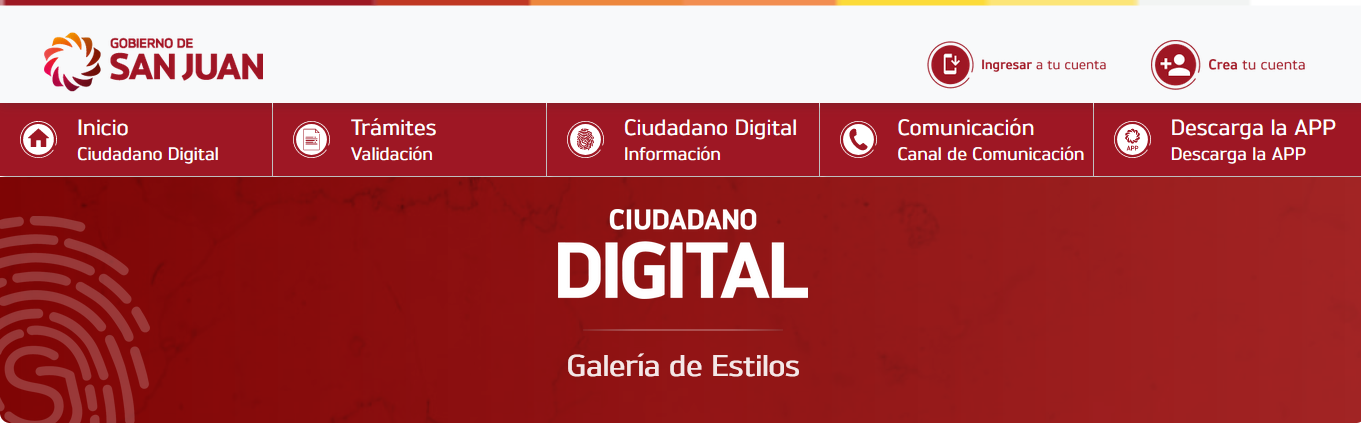 GOBIERNO DE
SAN JUAN
Ingresar a tu cuenta
Crea tu cuenta
Inicio
Ciudadano Digital
Trámites
Validación
Ciudadano Digital
Información
Comunicación
Canal de Comunicación
APP
Descarga la APP
Descarga la APP
CIUDADANO
DIGITAL
Galería de Estilos